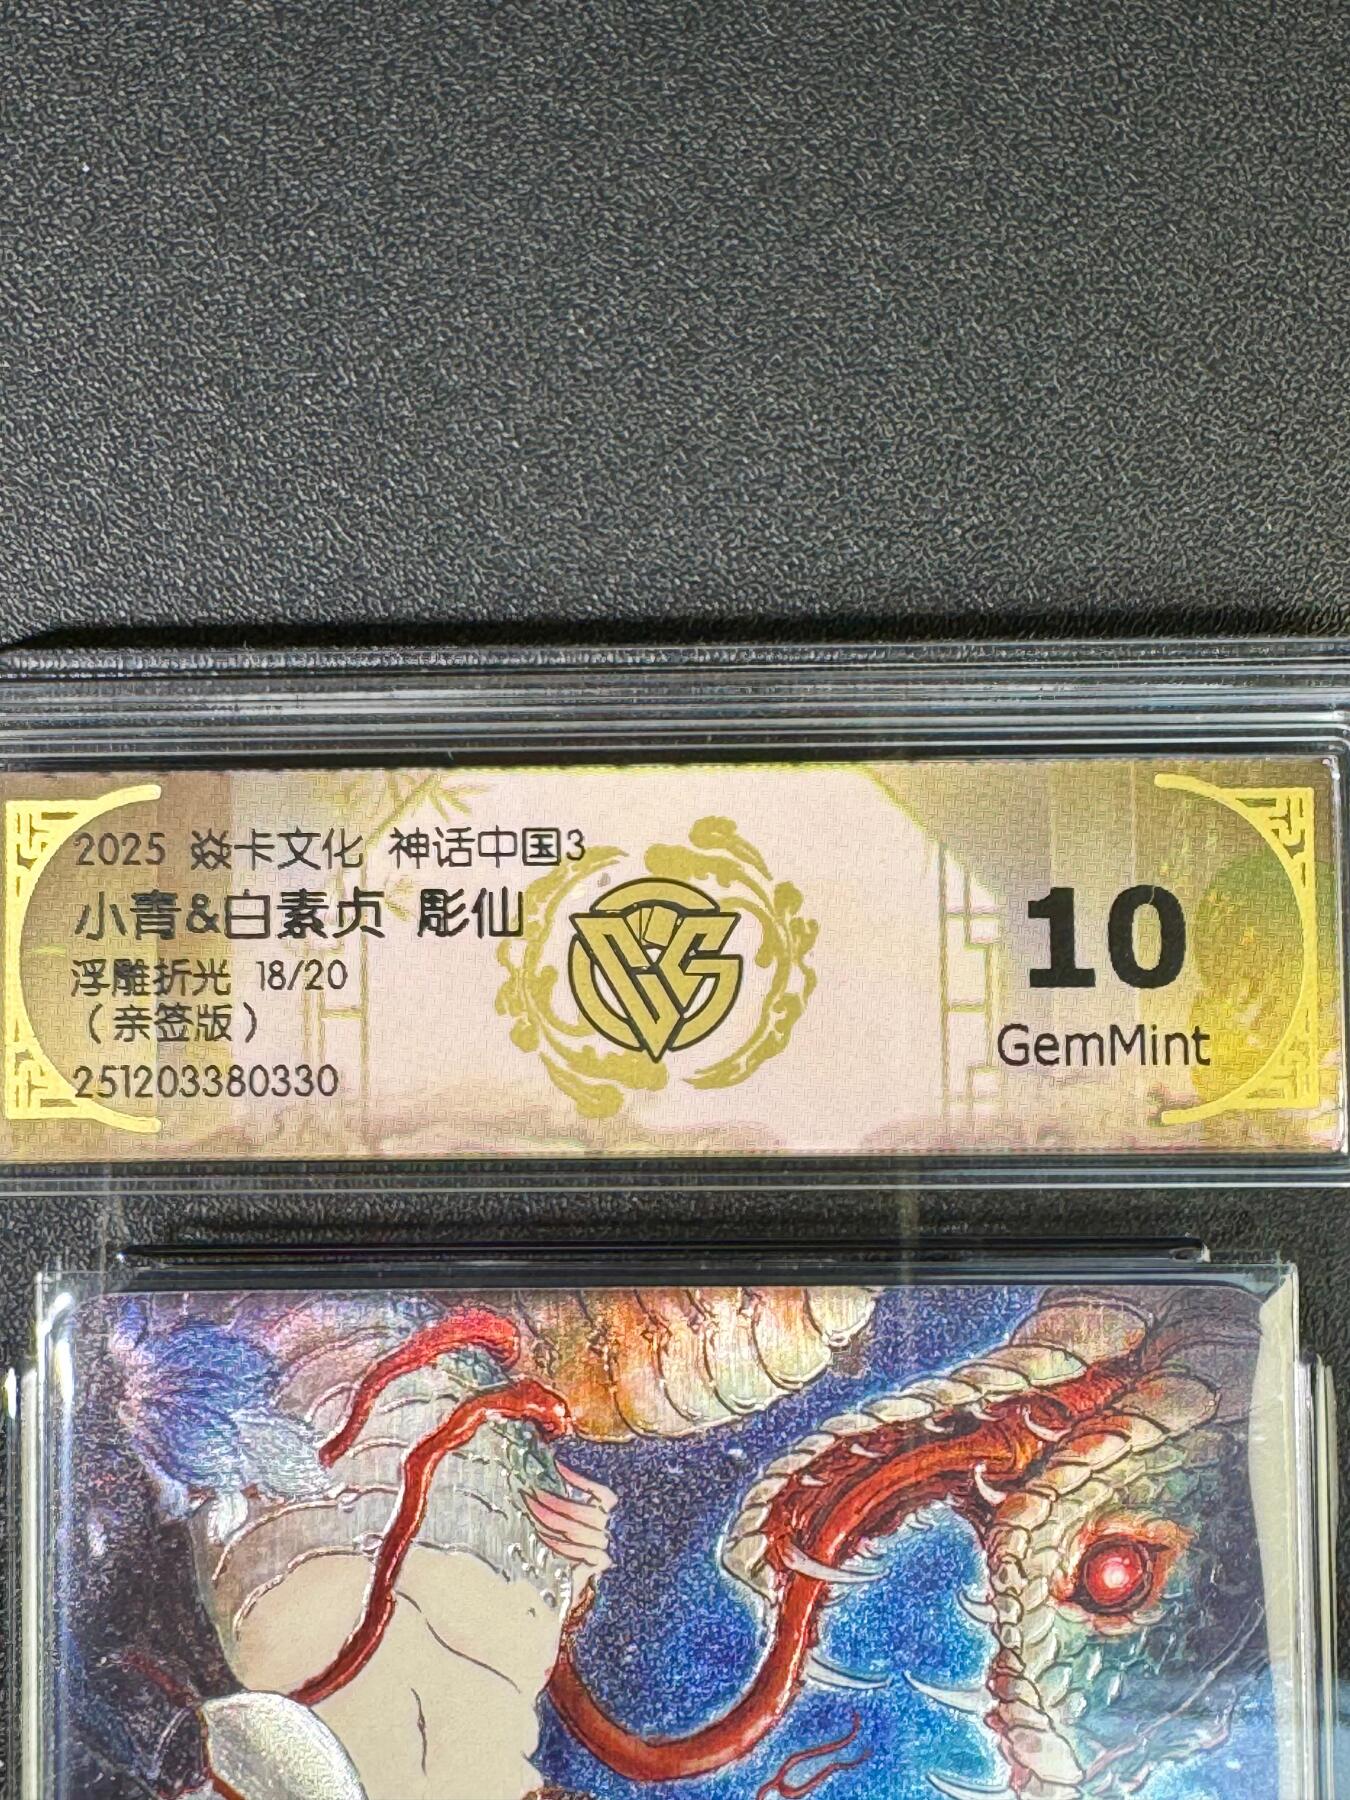 2025 焱卡文化 神话中国3
小青&白素贞 彫仙
浮雕折光 18/20
（亲签版）
251203380330
10
GemMint